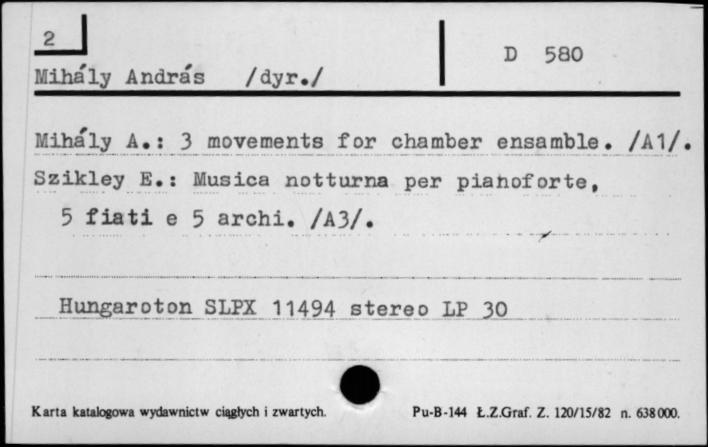 2
D 580
Mihály András /dyr./
Mihály A.: 3 movements for chamber ensamble. /A1/.
Szikley E.: Musica notturna per pianoforte,
5 fiati e 5 archi. /A3/.
Hungaroton SLPX 11494 stereo LP 30
Karta katalogowa wydawnictw ciągłych i zwartych.
Pu-B-144 Ł.Z.Graf. Z. 120/15/82 n. 638000.